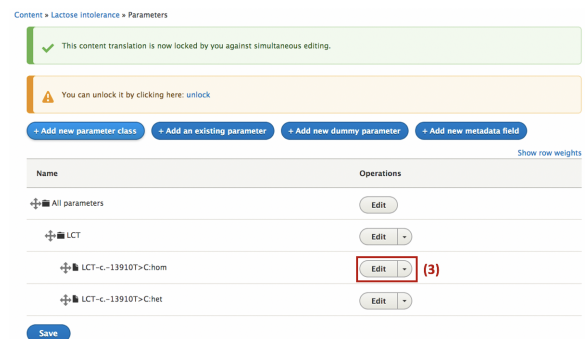 Content » Lactose intolerance » Parameters
This content translation is now locked by you against simultaneous editing.
You can unlock it by clicking here: unlock
+ Add new parameter class + Add an existing parameter + Add new dummy parameter + Add new metadata field
Show row weights
Name Operations
All parameters Edit
LCT Edit
LCT-c.-13910T>C:hom Edit (3)
LCT-c.-13910T>C:het Edit
Save